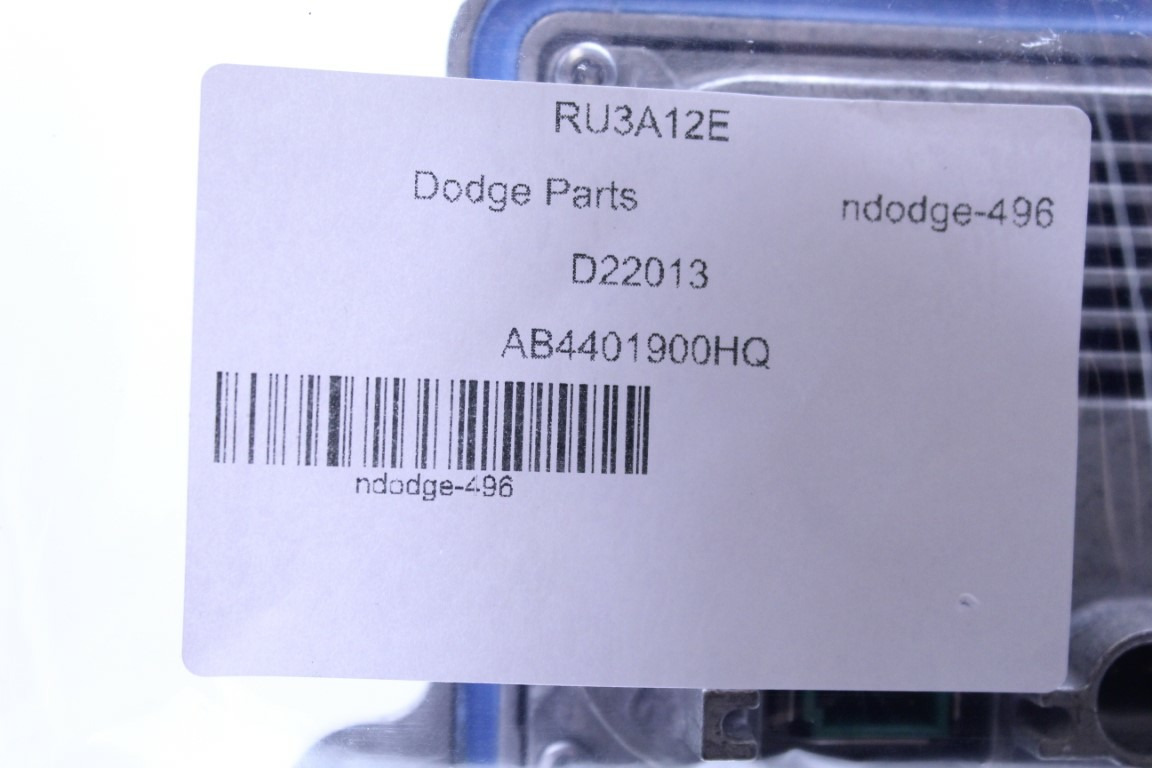 RU3A12E
Dodge Parts
ndodge-496
D22013
AB4401900HQ
ndodge-496